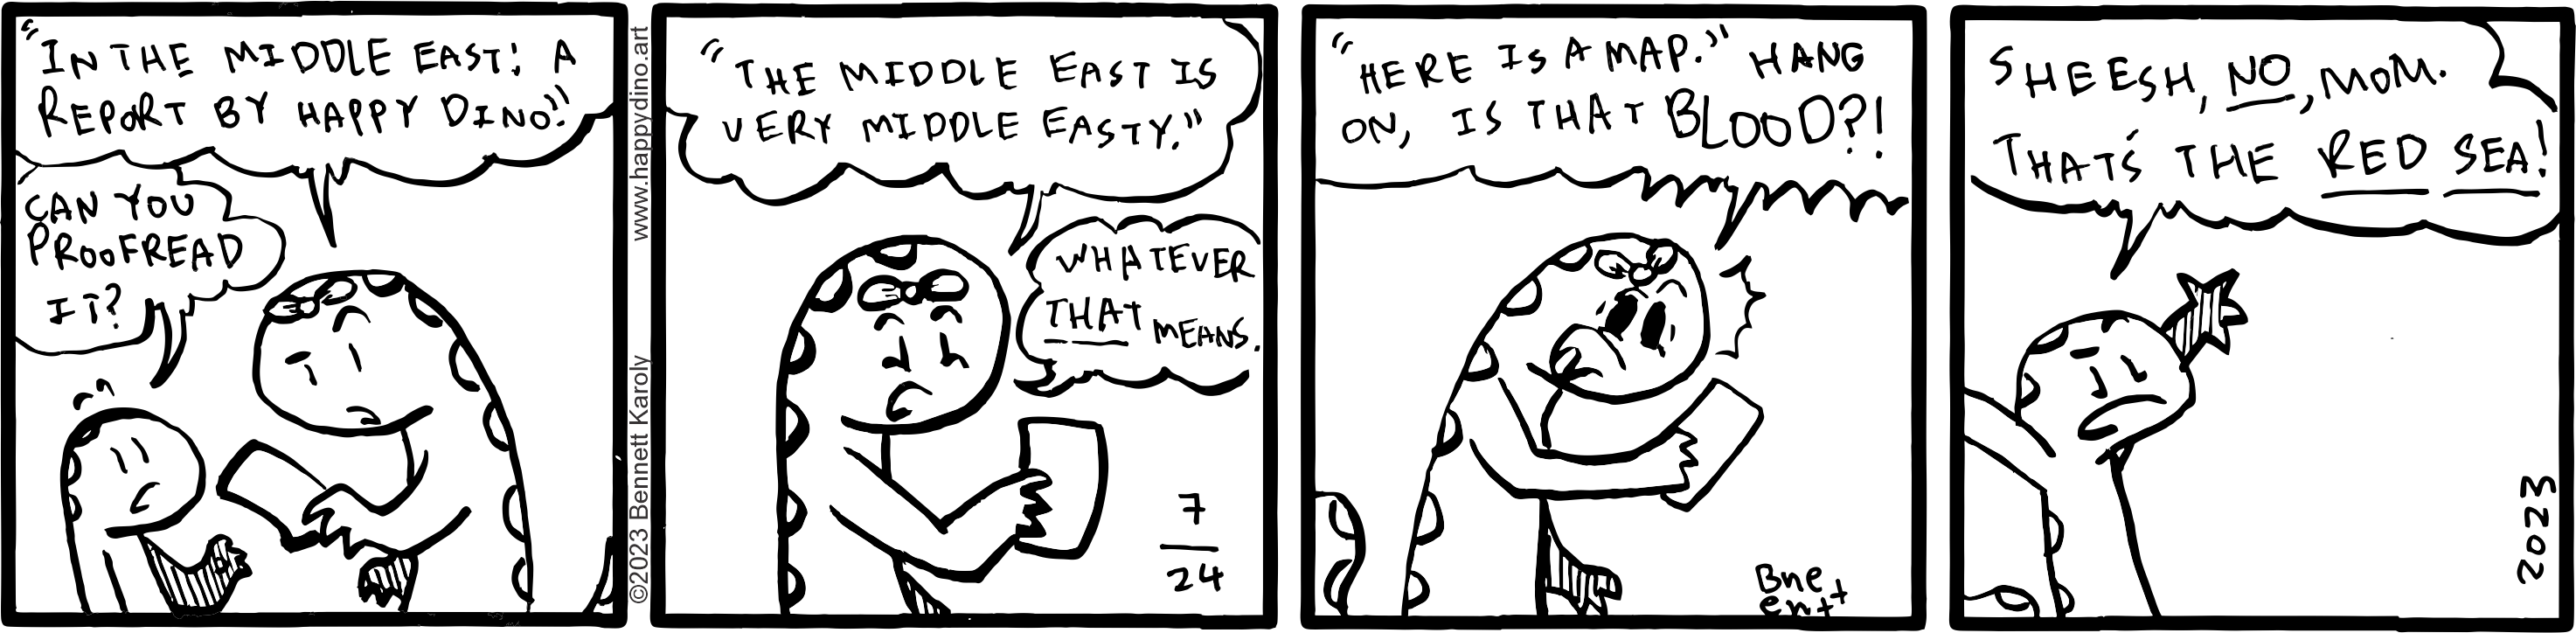 "IN THE MIDDLE EAST: A
REPORT BY HAPPY DINO."
CAN YOU
PROOFREAD
IT?
©2023 Bennett Karoly www.happydino.art
"THE MIDDLE EAST IS
VERY MIDDLE EASTY."
WHATEVER
THAT MEANS.
7
24
"HERE IS A MAP." HANG
ON, IS THAT BLOOD?!
Bne
en++
SHEESH, NO, MOM.
THAT'S THE RED SEA!
2023